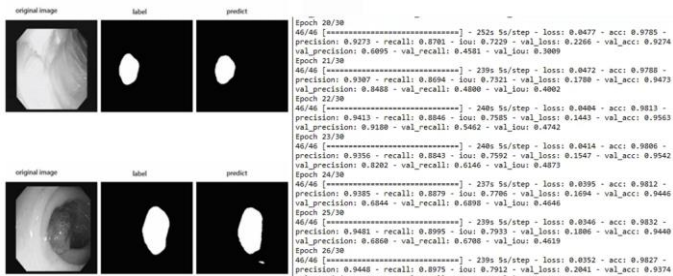 original image label predict
original image label predict
Epoch 20/30
46/46 [==============================] - 252s 5s/step - loss: 0.0477 - acc: 0.9785 -
precision: 0.9273 - recall: 0.8701 - iou: 0.7229 - val_loss: 0.2266 - val_acc: 0.9274
val_precision: 0.6095 - val_recall: 0.4581 - val_iou: 0.3009
Epoch 21/30
46/46 [==============================] - 239s 5s/step - loss: 0.0472 - acc: 0.9788 -
precision: 0.9307 - recall: 0.8694 - iou: 0.7321 - val_loss: 0.1780 - val_acc: 0.9473
val_precision: 0.8488 - val_recall: 0.4800 - val_iou: 0.4002
Epoch 22/30
46/46 [==============================] - 240s 5s/step - loss: 0.0404 - acc: 0.9813 -
precision: 0.9413 - recall: 0.8846 - iou: 0.7585 - val_loss: 0.1443 - val_acc: 0.9563
val_precision: 0.9180 - val_recall: 0.5462 - val_iou: 0.4742
Epoch 23/30
46/46 [==============================] - 240s 5s/step - loss: 0.0414 - acc: 0.9806 -
precision: 0.9356 - recall: 0.8843 - iou: 0.7592 - val_loss: 0.1547 - val_acc: 0.9542
val_precision: 0.8202 - val_recall: 0.6146 - val_iou: 0.4873
Epoch 24/30
46/46 [==============================] - 237s 5s/step - loss: 0.0395 - acc: 0.9812 -
precision: 0.9385 - recall: 0.8879 - iou: 0.7706 - val_loss: 0.1694 - val_acc: 0.9446
val_precision: 0.6844 - val_recall: 0.6898 - val_iou: 0.4646
Epoch 25/30
46/46 [==============================] - 239s 5s/step - loss: 0.0346 - acc: 0.9832 -
precision: 0.9481 - recall: 0.8995 - iou: 0.7933 - val_loss: 0.1806 - val_acc: 0.9440
val_precision: 0.6860 - val_recall: 0.6708 - val_iou: 0.4619
Epoch 26/30
46/46 [==============================] - 239s 5s/step - loss: 0.0352 - acc: 0.9827 -
precision: 0.9448 - recall: 0.8975 - iou: 0.7912 - val_loss: 0.2041 - val_acc: 0.9374